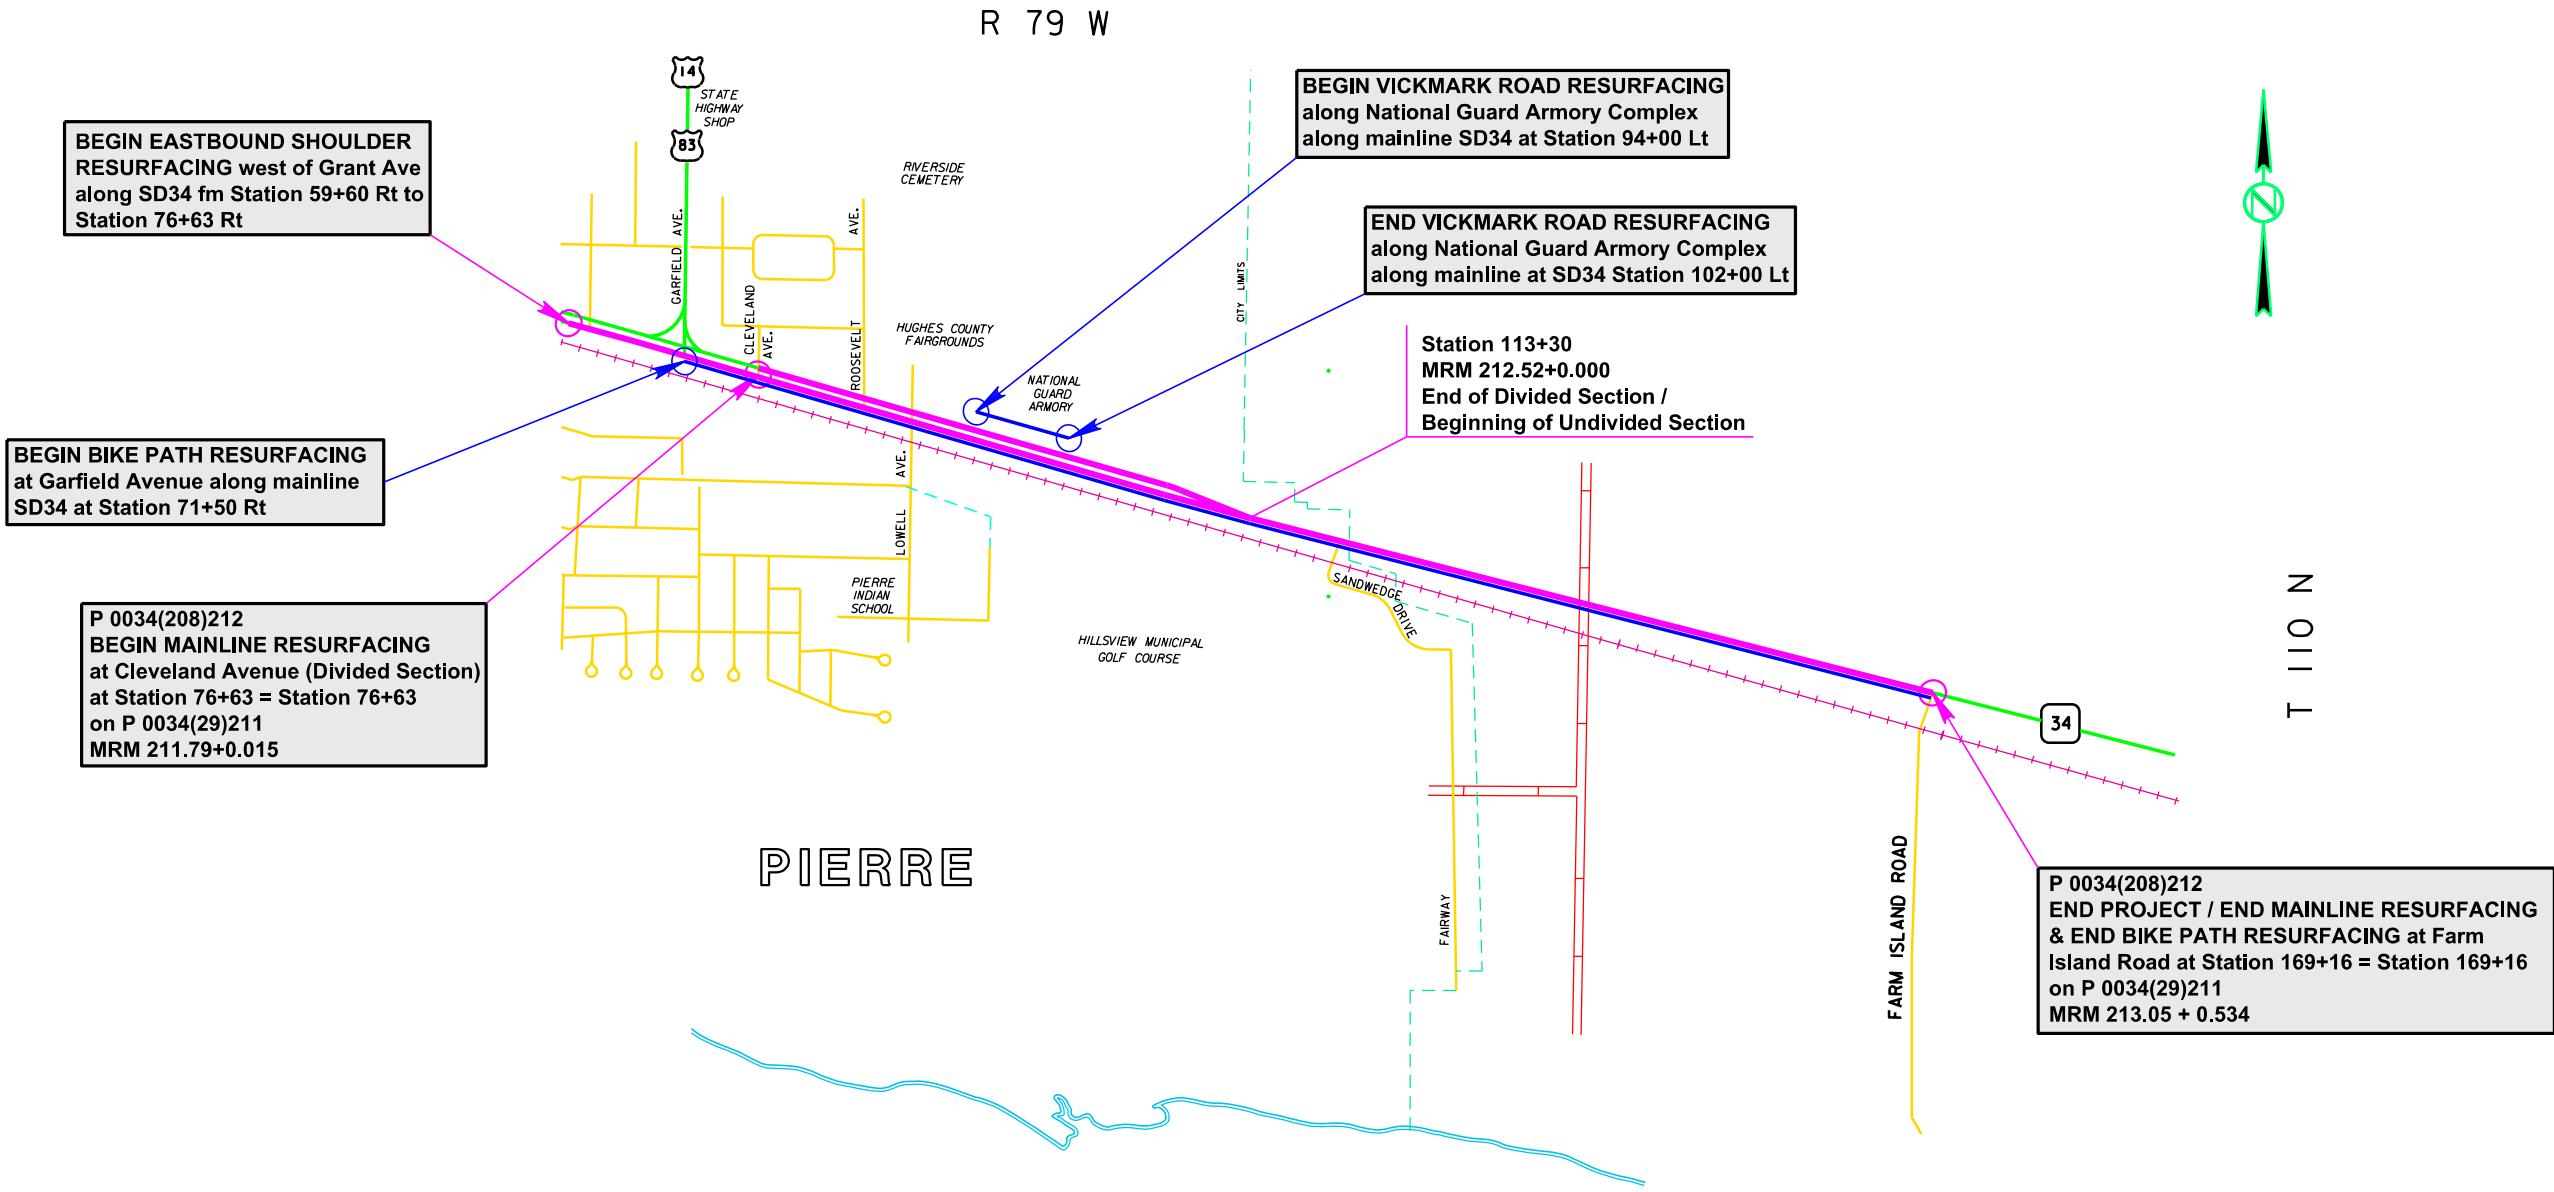 R 79 W
14
STATE
HIGHWAY
SHOP
83
BEGIN EASTBOUND SHOULDER
RESURFACING west of Grant Ave
along SD34 fm Station 59+60 Rt to
Station 76+63 Rt
BEGIN VICKMARK ROAD RESURFACING
along National Guard Armory Complex
along mainline SD34 at Station 94+00 Lt
RIVERSIDE
CEMETERY
END VICKMARK ROAD RESURFACING
along National Guard Armory Complex
along mainline at SD34 Station 102+00 Lt
GARFIELD AVE.
CLEVELAND
AVE.
ROOSEVELT AVE.
CITY LIMITS
HUGHES COUNTY
FAIRGROUNDS
NATIONAL
GUARD
ARMORY
Station 113+30
MRM 212.52+0.000
End of Divided Section /
Beginning of Undivided Section
BEGIN BIKE PATH RESURFACING
at Garfield Avenue along mainline
SD34 at Station 71+50 Rt
LOWELL AVE.
PIERRE
INDIAN
SCHOOL
SANDWEDGE
DRIVE
HILLSVIEW MUNICIPAL
GOLF COURSE
P 0034(208)212
BEGIN MAINLINE RESURFACING
at Cleveland Avenue (Divided Section)
at Station 76+63 = Station 76+63
on P 0034(29)211
MRM 211.79+0.015
T 110 N
34
PIERRE
FAIRWAY
FARM ISLAND ROAD
P 0034(208)212
END PROJECT / END MAINLINE RESURFACING
& END BIKE PATH RESURFACING at Farm
Island Road at Station 169+16 = Station 169+16
on P 0034(29)211
MRM 213.05 + 0.534
N